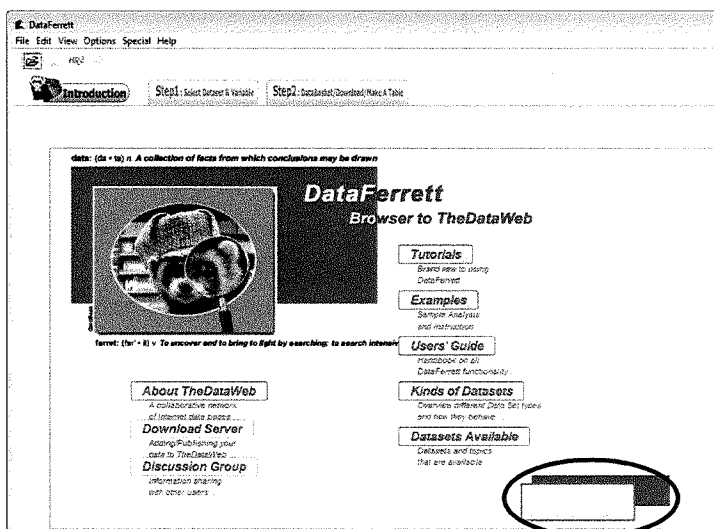 DataFerrett
File Edit View Options Special Help
HELP
Introduction
Step1: Select Dataset & Variable
Step2: DataBasket/Download/Make A Table
data: (da • ta) n A collection of facts from which conclusions may be drawn
DataFerrett
Browser to TheDataWeb
Tutorials
Brand new to using
DataFerrett
Examples
Sample Analysis
and instruction
ferret: (fer' • it) v To uncover and to bring to light by searching; to search intensiv
Users' Guide
Handbook on all
DataFerrett functionality...
About TheDataWeb
A collaborative network
of Internet data bases ...
Download Server
Adding/Publishing your
data to TheDataWeb ...
Discussion Group
Information sharing
with other users ...
Kinds of Datasets
Overview different Data Set types
and how they behave ...
Datasets Available
Datasets and topics
that are available